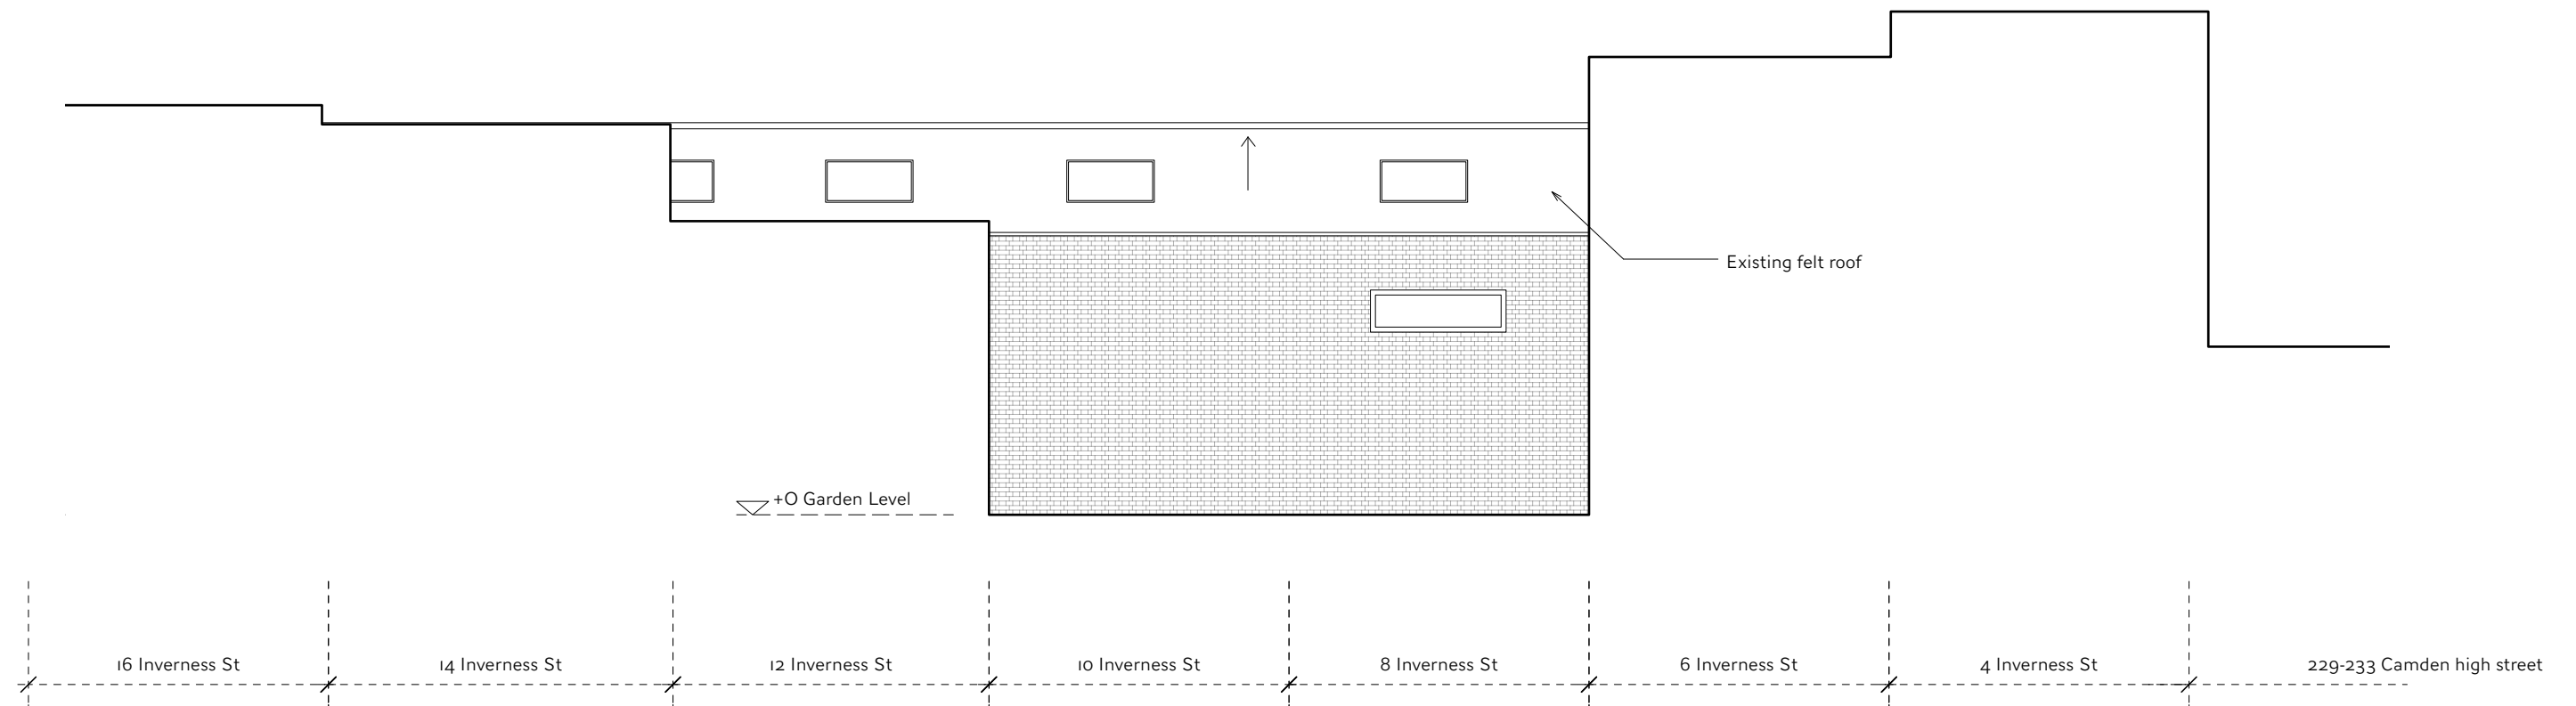 Existing felt roof
+0 Garden Level
16 Inverness St
14 Inverness St
12 Inverness St
10 Inverness St
8 Inverness St
6 Inverness St
4 Inverness St
229-233 Camden high street